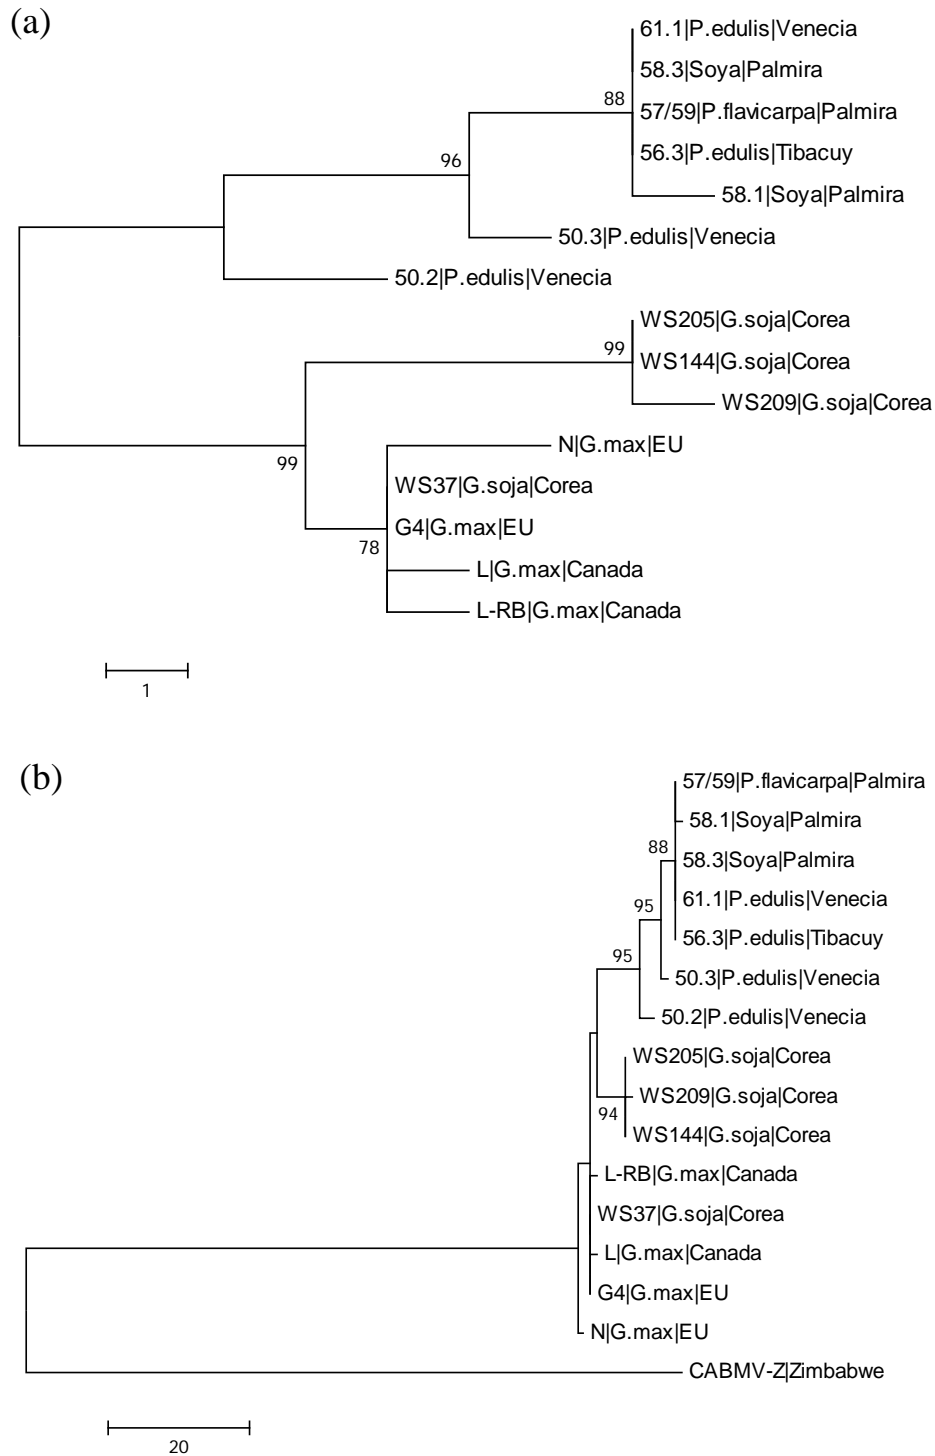 (a)
61.1|P.edulis|Venecia
58.3|Soya|Palmira
88
57/59|P.flavicarpa|Palmira
56.3|P.edulis|Tibacuy
96
58.1|Soya|Palmira
50.3|P.edulis|Venecia
50.2|P.edulis|Venecia
WS205|G.soja|Corea
99
WS144|G.soja|Corea
WS209|G.soja|Corea
N|G.max|EU
99
WS37|G.soja|Corea
G4|G.max|EU
78
L|G.max|Canada
L-RB|G.max|Canada
1
(b)
57/59|P.flavicarpa|Palmira
58.1|Soya|Palmira
88
58.3|Soya|Palmira
61.1|P.edulis|Venecia
95
56.3|P.edulis|Tibacuy
95
50.3|P.edulis|Venecia
50.2|P.edulis|Venecia
WS205|G.soja|Corea
WS209|G.soja|Corea
94
WS144|G.soja|Corea
L-RB|G.max|Canada
WS37|G.soja|Corea
L|G.max|Canada
G4|G.max|EU
N|G.max|EU
CABMV-Z|Zimbabwe
20